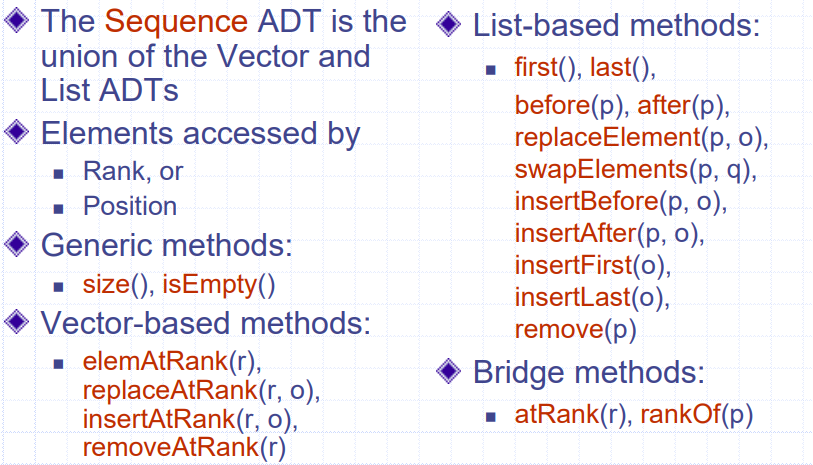 The Sequence ADT is the
union of the Vector and
List ADTs
Elements accessed by
Rank, or
Position
Generic methods:
size(), isEmpty()
Vector-based methods:
elemAtRank(r),
replaceAtRank(r, o),
insertAtRank(r, o),
removeAtRank(r)
List-based methods:
first(), last(),
before(p), after(p),
replaceElement(p, o),
swapElements(p, q),
insertBefore(p, o),
insertAfter(p, o),
insertFirst(o),
insertLast(o),
remove(p)
Bridge methods:
atRank(r), rankOf(p)